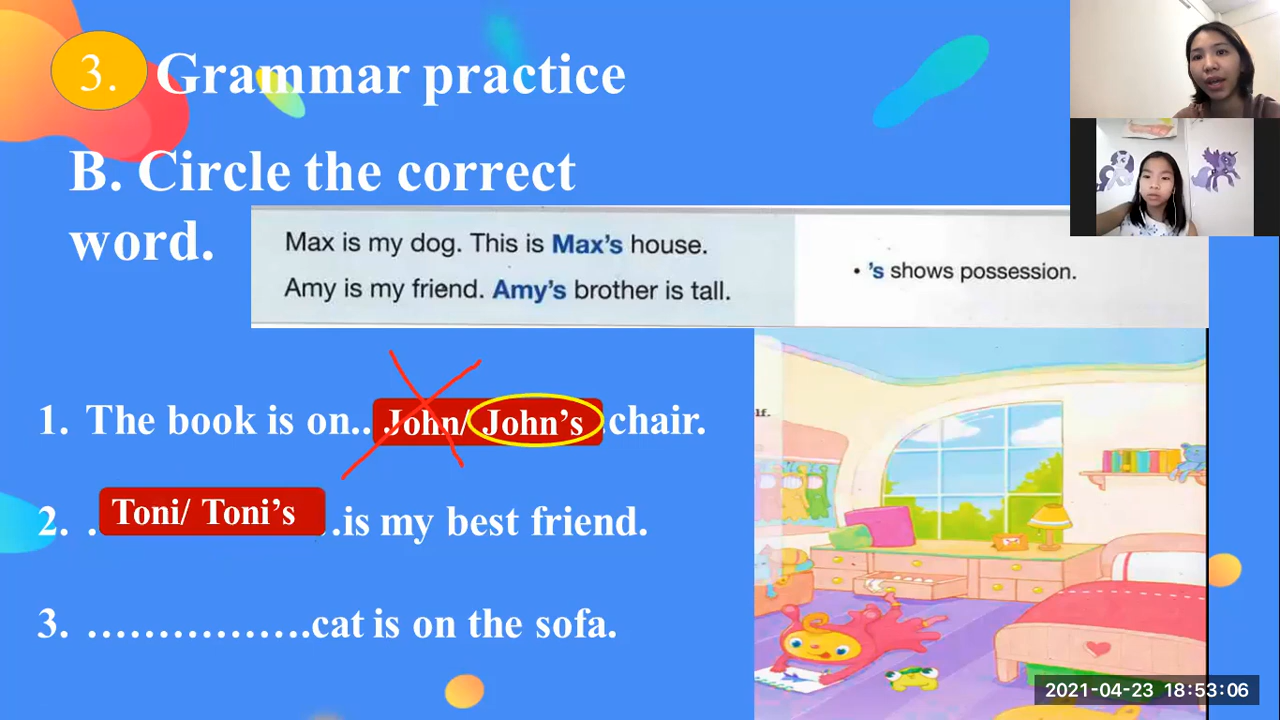 3. Grammar practice
B. Circle the correct
word.
Max is my dog. This is Max's house.
Amy is my friend. Amy's brother is tall.
• 's shows possession.
1. The book is on.. John/ John's .chair.
lf.
2. . Toni/ Toni's . .is my best friend.
3. …………….cat is on the sofa.
2021-04-23 18:53:06